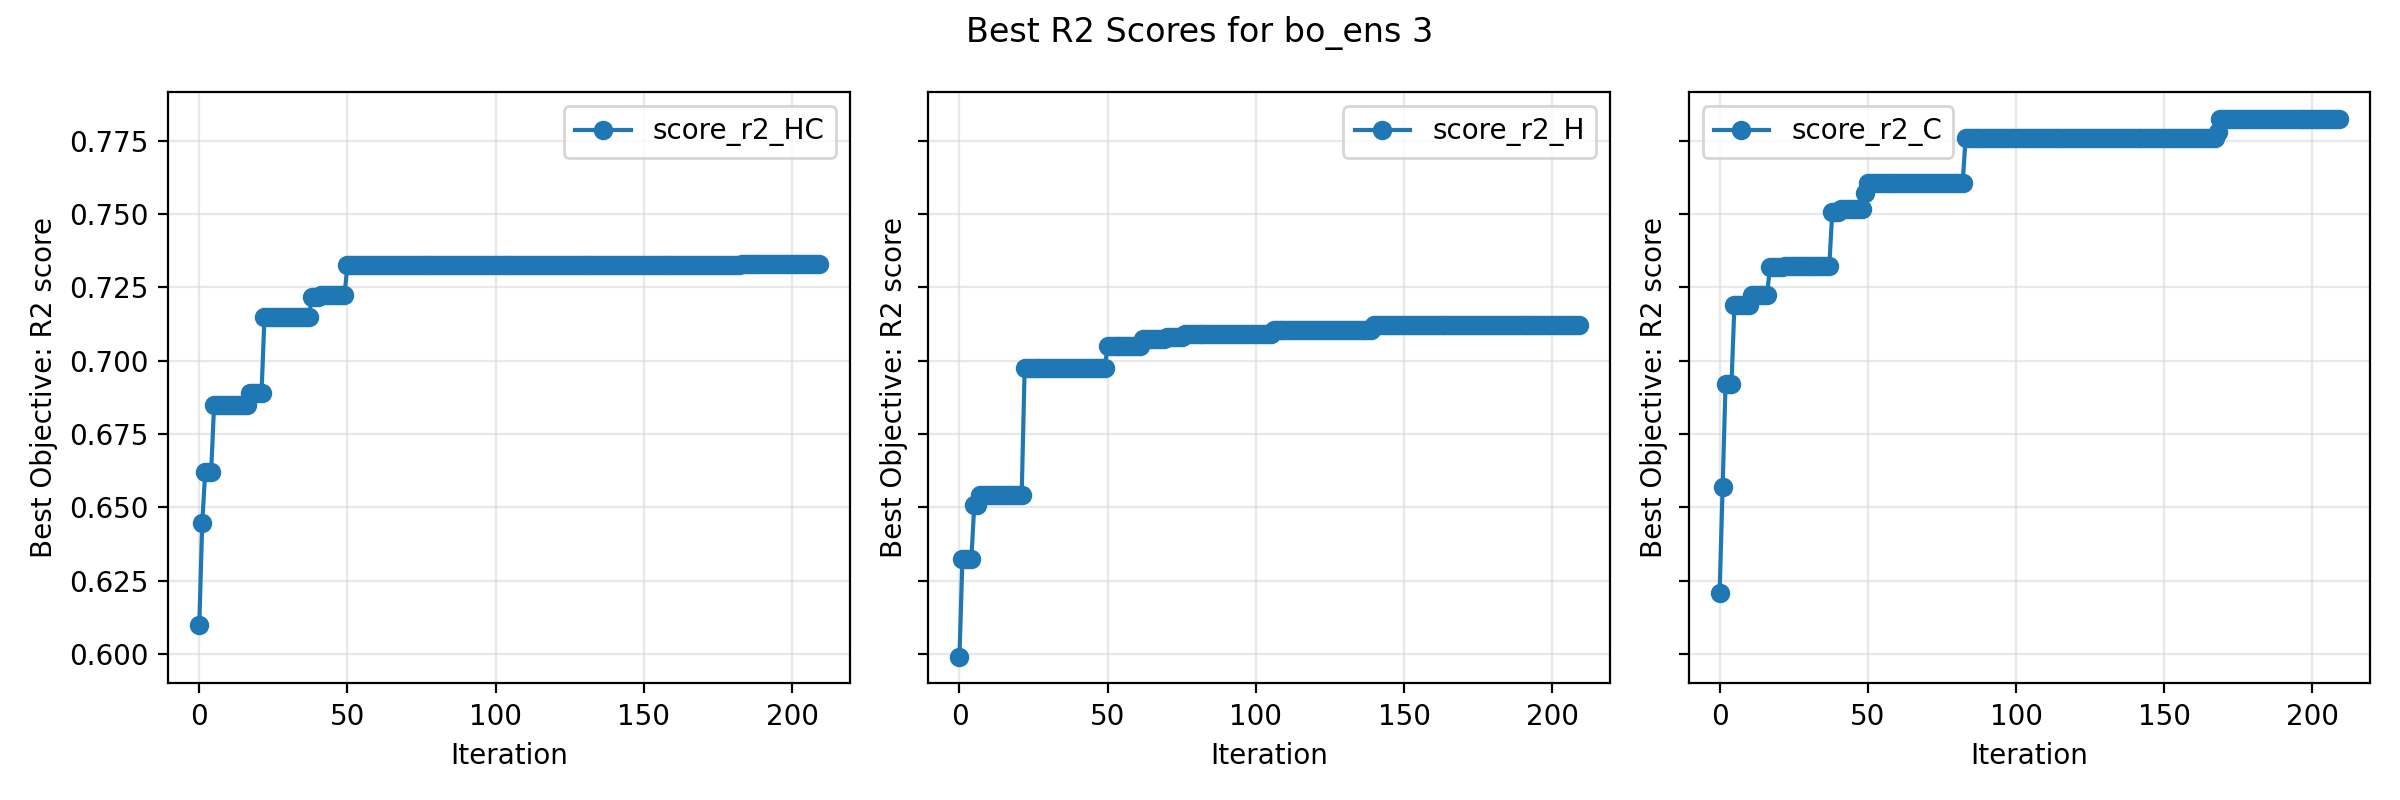 Best R2 Scores for bo_ens 3
Best Objective: R2 score
0.775
0.750
0.725
0.700
0.675
0.650
0.625
0.600
score_r2_HC
0 50 100 150 200
Iteration
Best Objective: R2 score
score_r2_H
0 50 100 150 200
Iteration
Best Objective: R2 score
score_r2_C
0 50 100 150 200
Iteration